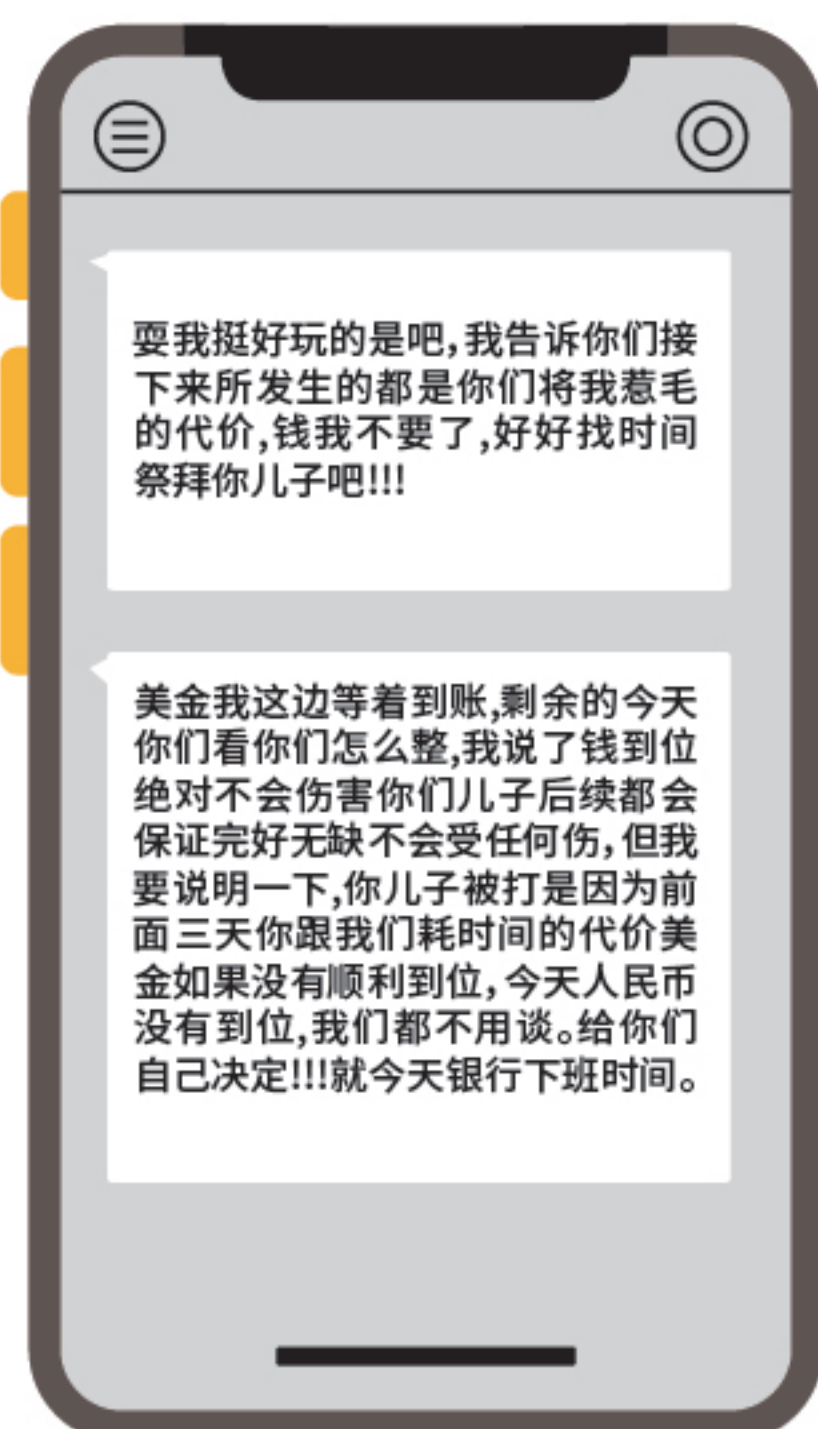 耍我挺好玩的是吧,我告诉你们接
下来所发生的都是你们将我惹毛
的代价,钱我不要了,好好找时间
祭拜你儿子吧!!!
美金我这边等着到账,剩余的今天
你们看你们怎么整,我说了钱到位
绝对不会伤害你们儿子后续都会
保证完好无缺不会受任何伤,但我
要说明一下,你儿子被打是因为前
面三天你跟我们耗时间的代价美
金如果没有顺利到位,今天人民币
没有到位,我们都不用谈。给你们
自己决定!!!就今天银行下班时间。